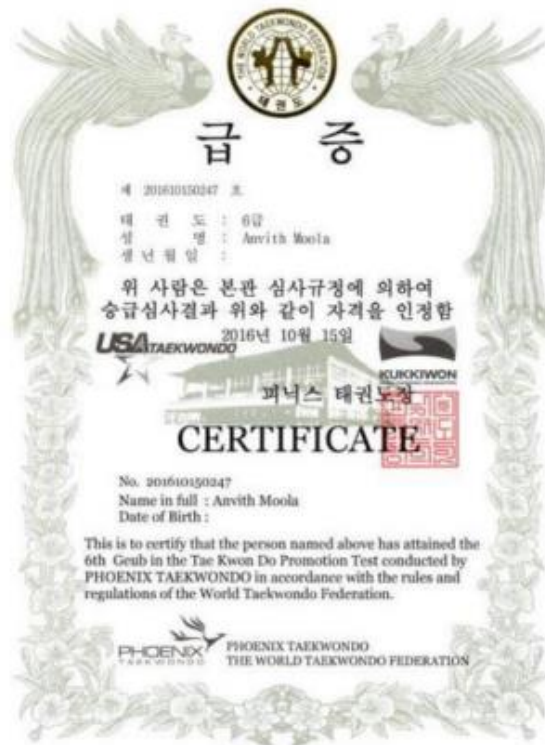 THE WORLD TAEKWONDO FEDERATION
태권도
급 증
제 201610150247 호
태 권 도 : 6급
성 명 : Anvith Moola
생 년 월 일 :
위 사람은 본관 심사규정에 의하여
승급심사결과 위와 같이 자격을 인정함
2016년 10월 15일
USA TAEKWONDO
KUKKIWON
피닉스 태권도장
CERTIFICATE
No. 201610150247
Name in full : Anvith Moola
Date of Birth :
This is to certify that the person named above has attained the
6th Geub in the Tae Kwon Do Promotion Test conducted by
PHOENIX TAEKWONDO in accordance with the rules and
regulations of the World Taekwondo Federation.
PHOENIX
TAEKWONDO
PHOENIX TAEKWONDO
THE WORLD TAEKWONDO FEDERATION